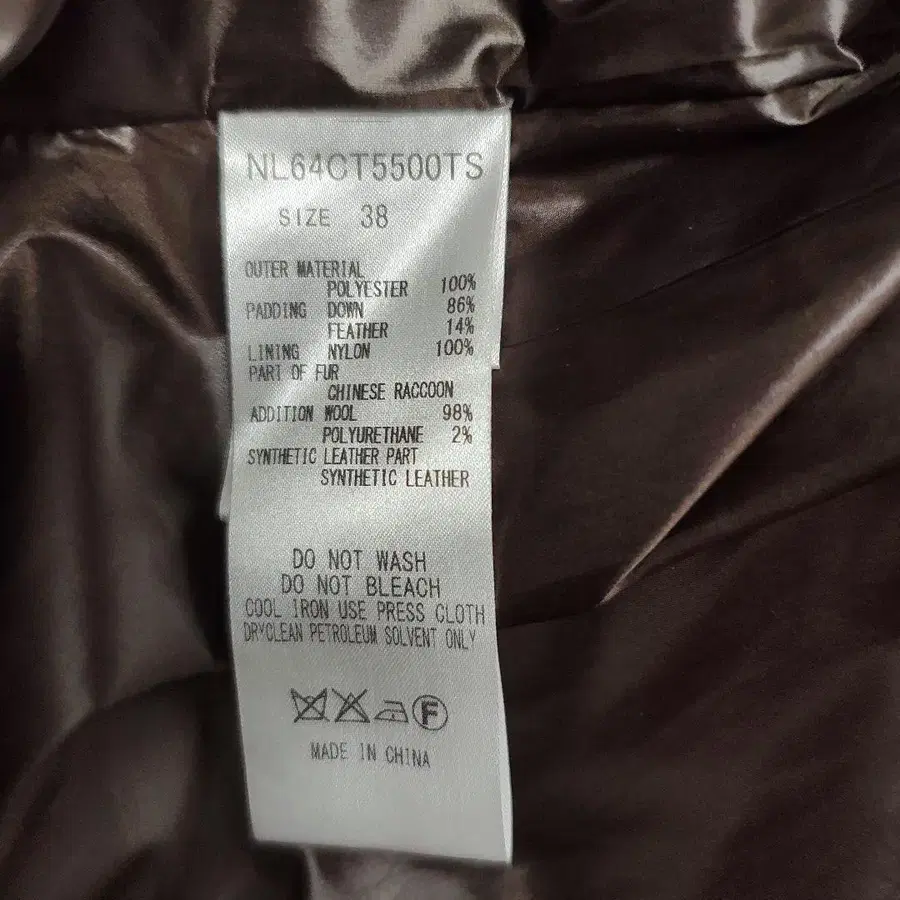 NL64CT5500TS
SIZE 38
OUTER MATERIAL
POLYESTER 100%
PADDING DOWN 86%
FEATHER 14%
LINING NYLON 100%
PART OF FUR
CHINESE RACCOON
ADDITION WOOL 98%
POLYURETHANE 2%
SYNTHETIC LEATHER PART
SYNTHETIC LEATHER
DO NOT WASH
DO NOT BLEACH
COOL IRON USE PRESS CLOTH
DRYCLEAN PETROLEUM SOLVENT ONLY
F
MADE IN CHINA